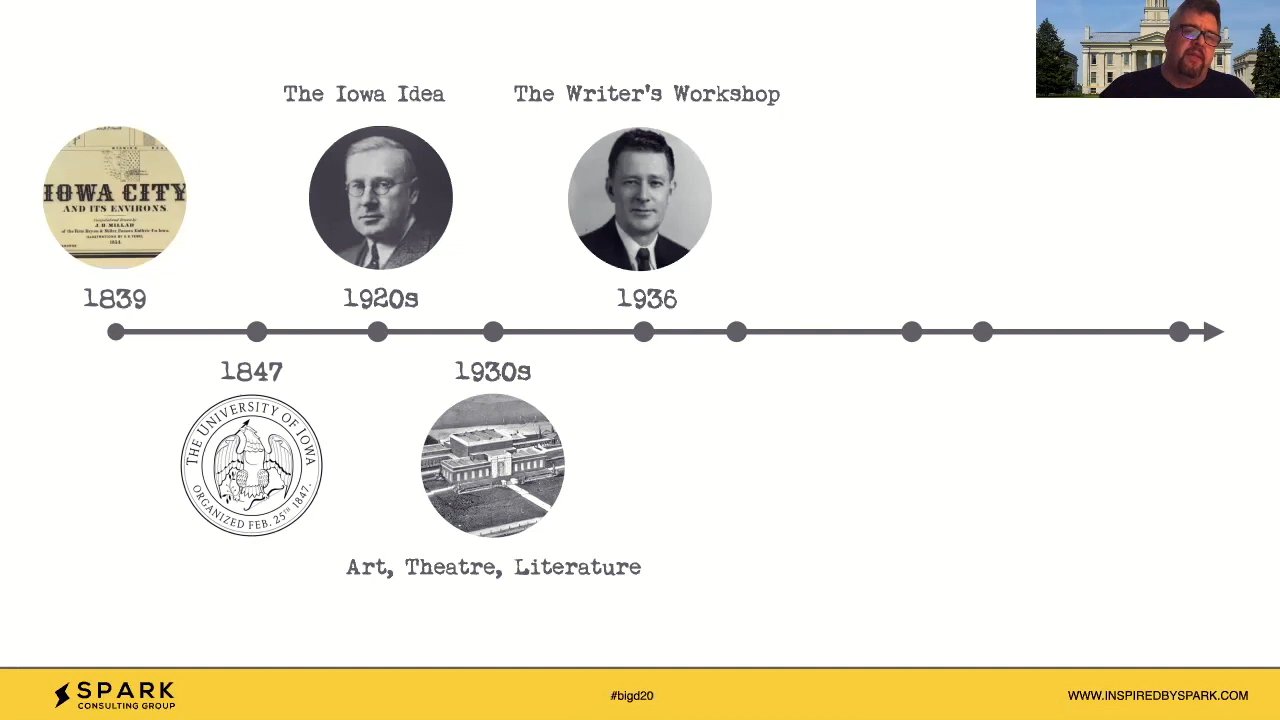 The Iowa Idea
The Writer's Workshop
IOWA CITY
AND ITS ENVIRONS
J.H. MILLAR
1839
1920s
1936
1847
1930s
THE UNIVERSITY OF IOWA
ORGANIZED FEB. 25TH 1847.
Art, Theatre, Literature
SPARK
CONSULTING GROUP
#bigd20
WWW.INSPIREDBYSPARK.COM